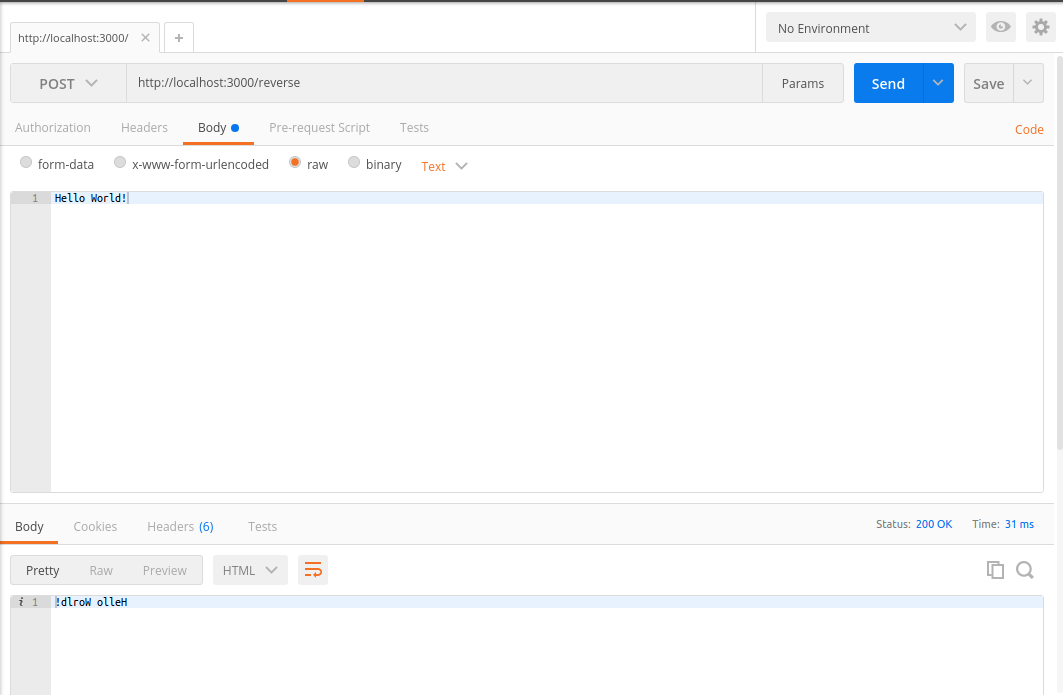 http://localhost:3000/
No Environment
POST http://localhost:3000/reverse Params Send Save
Authorization Headers Body Pre-request Script Tests Code
form-data x-www-form-urlencoded raw binary Text
1 Hello World!
Body Cookies Headers (6) Tests Status: 200 OK Time: 31 ms
Pretty Raw Preview HTML
i 1 !dlroW olleH